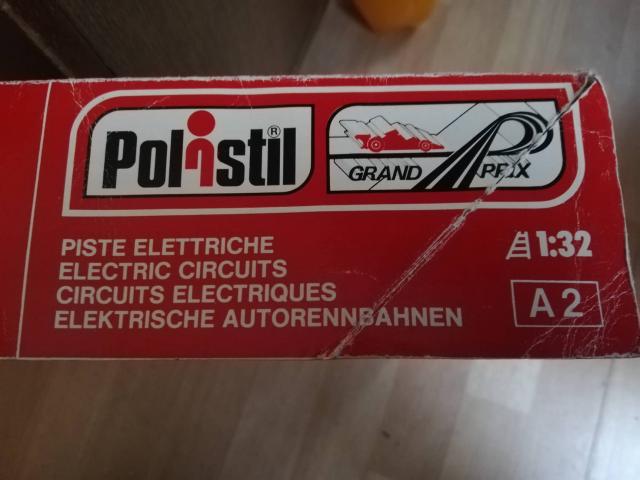 Polistil®
GRAND PRIX
PISTE ELETTRICHE
ELECTRIC CIRCUITS
CIRCUITS ELECTRIQUES
ELEKTRISCHE AUTORENNBAHNEN
1:32
A 2